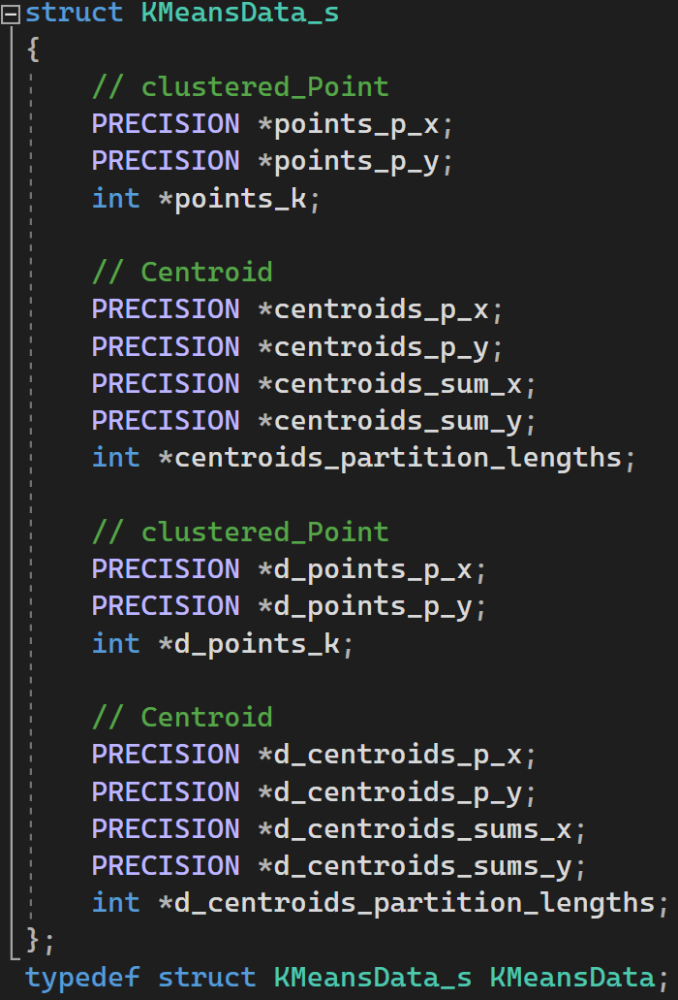 struct KMeansData_s
{
// clustered_Point
PRECISION *points_p_x;
PRECISION *points_p_y;
int *points_k;
// Centroid
PRECISION *centroids_p_x;
PRECISION *centroids_p_y;
PRECISION *centroids_sum_x;
PRECISION *centroids_sum_y;
int *centroids_partition_lengths;
// clustered_Point
PRECISION *d_points_p_x;
PRECISION *d_points_p_y;
int *d_points_k;
// Centroid
PRECISION *d_centroids_p_x;
PRECISION *d_centroids_p_y;
PRECISION *d_centroids_sums_x;
PRECISION *d_centroids_sums_y;
int *d_centroids_partition_lengths;
};
typedef struct KMeansData_s KMeansData;